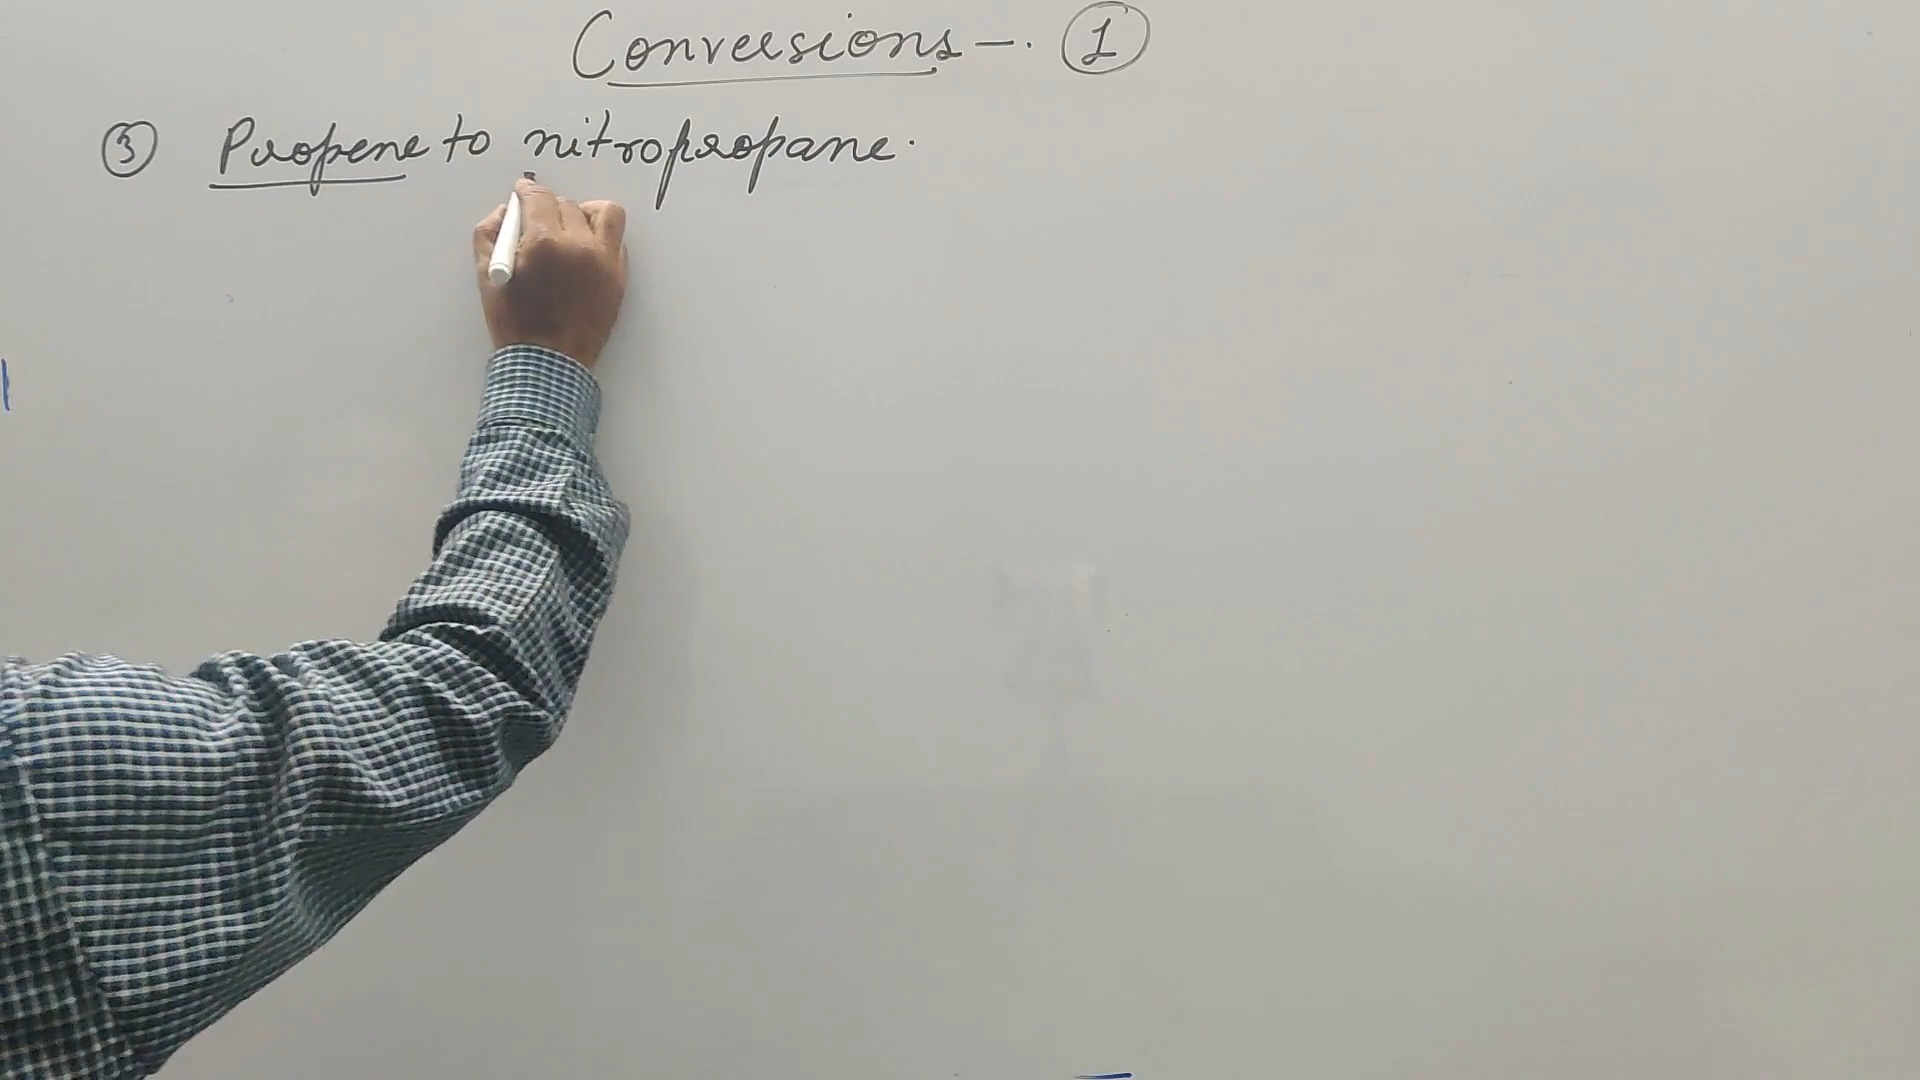 Conversions - . 1
3 Propene to nitropropane.